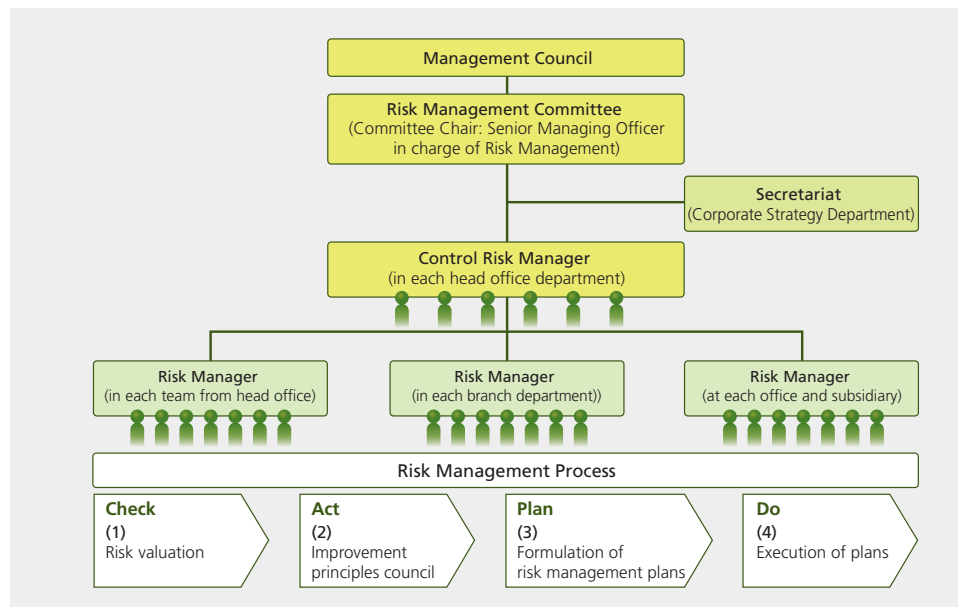 Management Council
Risk Management Committee
(Committee Chair: Senior Managing Officer
in charge of Risk Management)
Secretariat
(Corporate Strategy Department)
Control Risk Manager
(in each head office department)
Risk Manager
(in each team from head office)
Risk Manager
(in each branch department))
Risk Manager
(at each office and subsidiary)
Risk Management Process
Check
(1)
Risk valuation
Act
(2)
Improvement
principles council
Plan
(3)
Formulation of
risk management plans
Do
(4)
Execution of plans